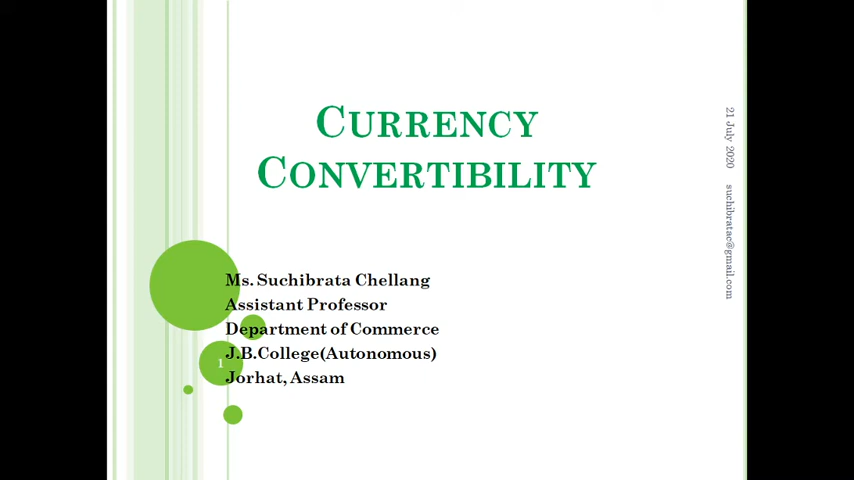 CURRENCY
CONVERTIBILITY
Ms. Suchibrata Chellang
Assistant Professor
Department of Commerce
J.B.College(Autonomous)
Jorhat, Assam
1
21 July 2020 suchibratac@gmail.com